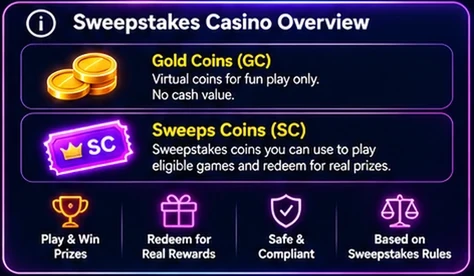 Sweepstakes Casino Overview
Gold Coins (GC)
Virtual coins for fun play only.
No cash value.
SC
Sweeps Coins (SC)
Sweepstakes coins you can use to play
eligible games and redeem for real prizes.
Play & Win
Prizes
Redeem for
Real Rewards
Safe &
Compliant
Based on
Sweepstakes Rules